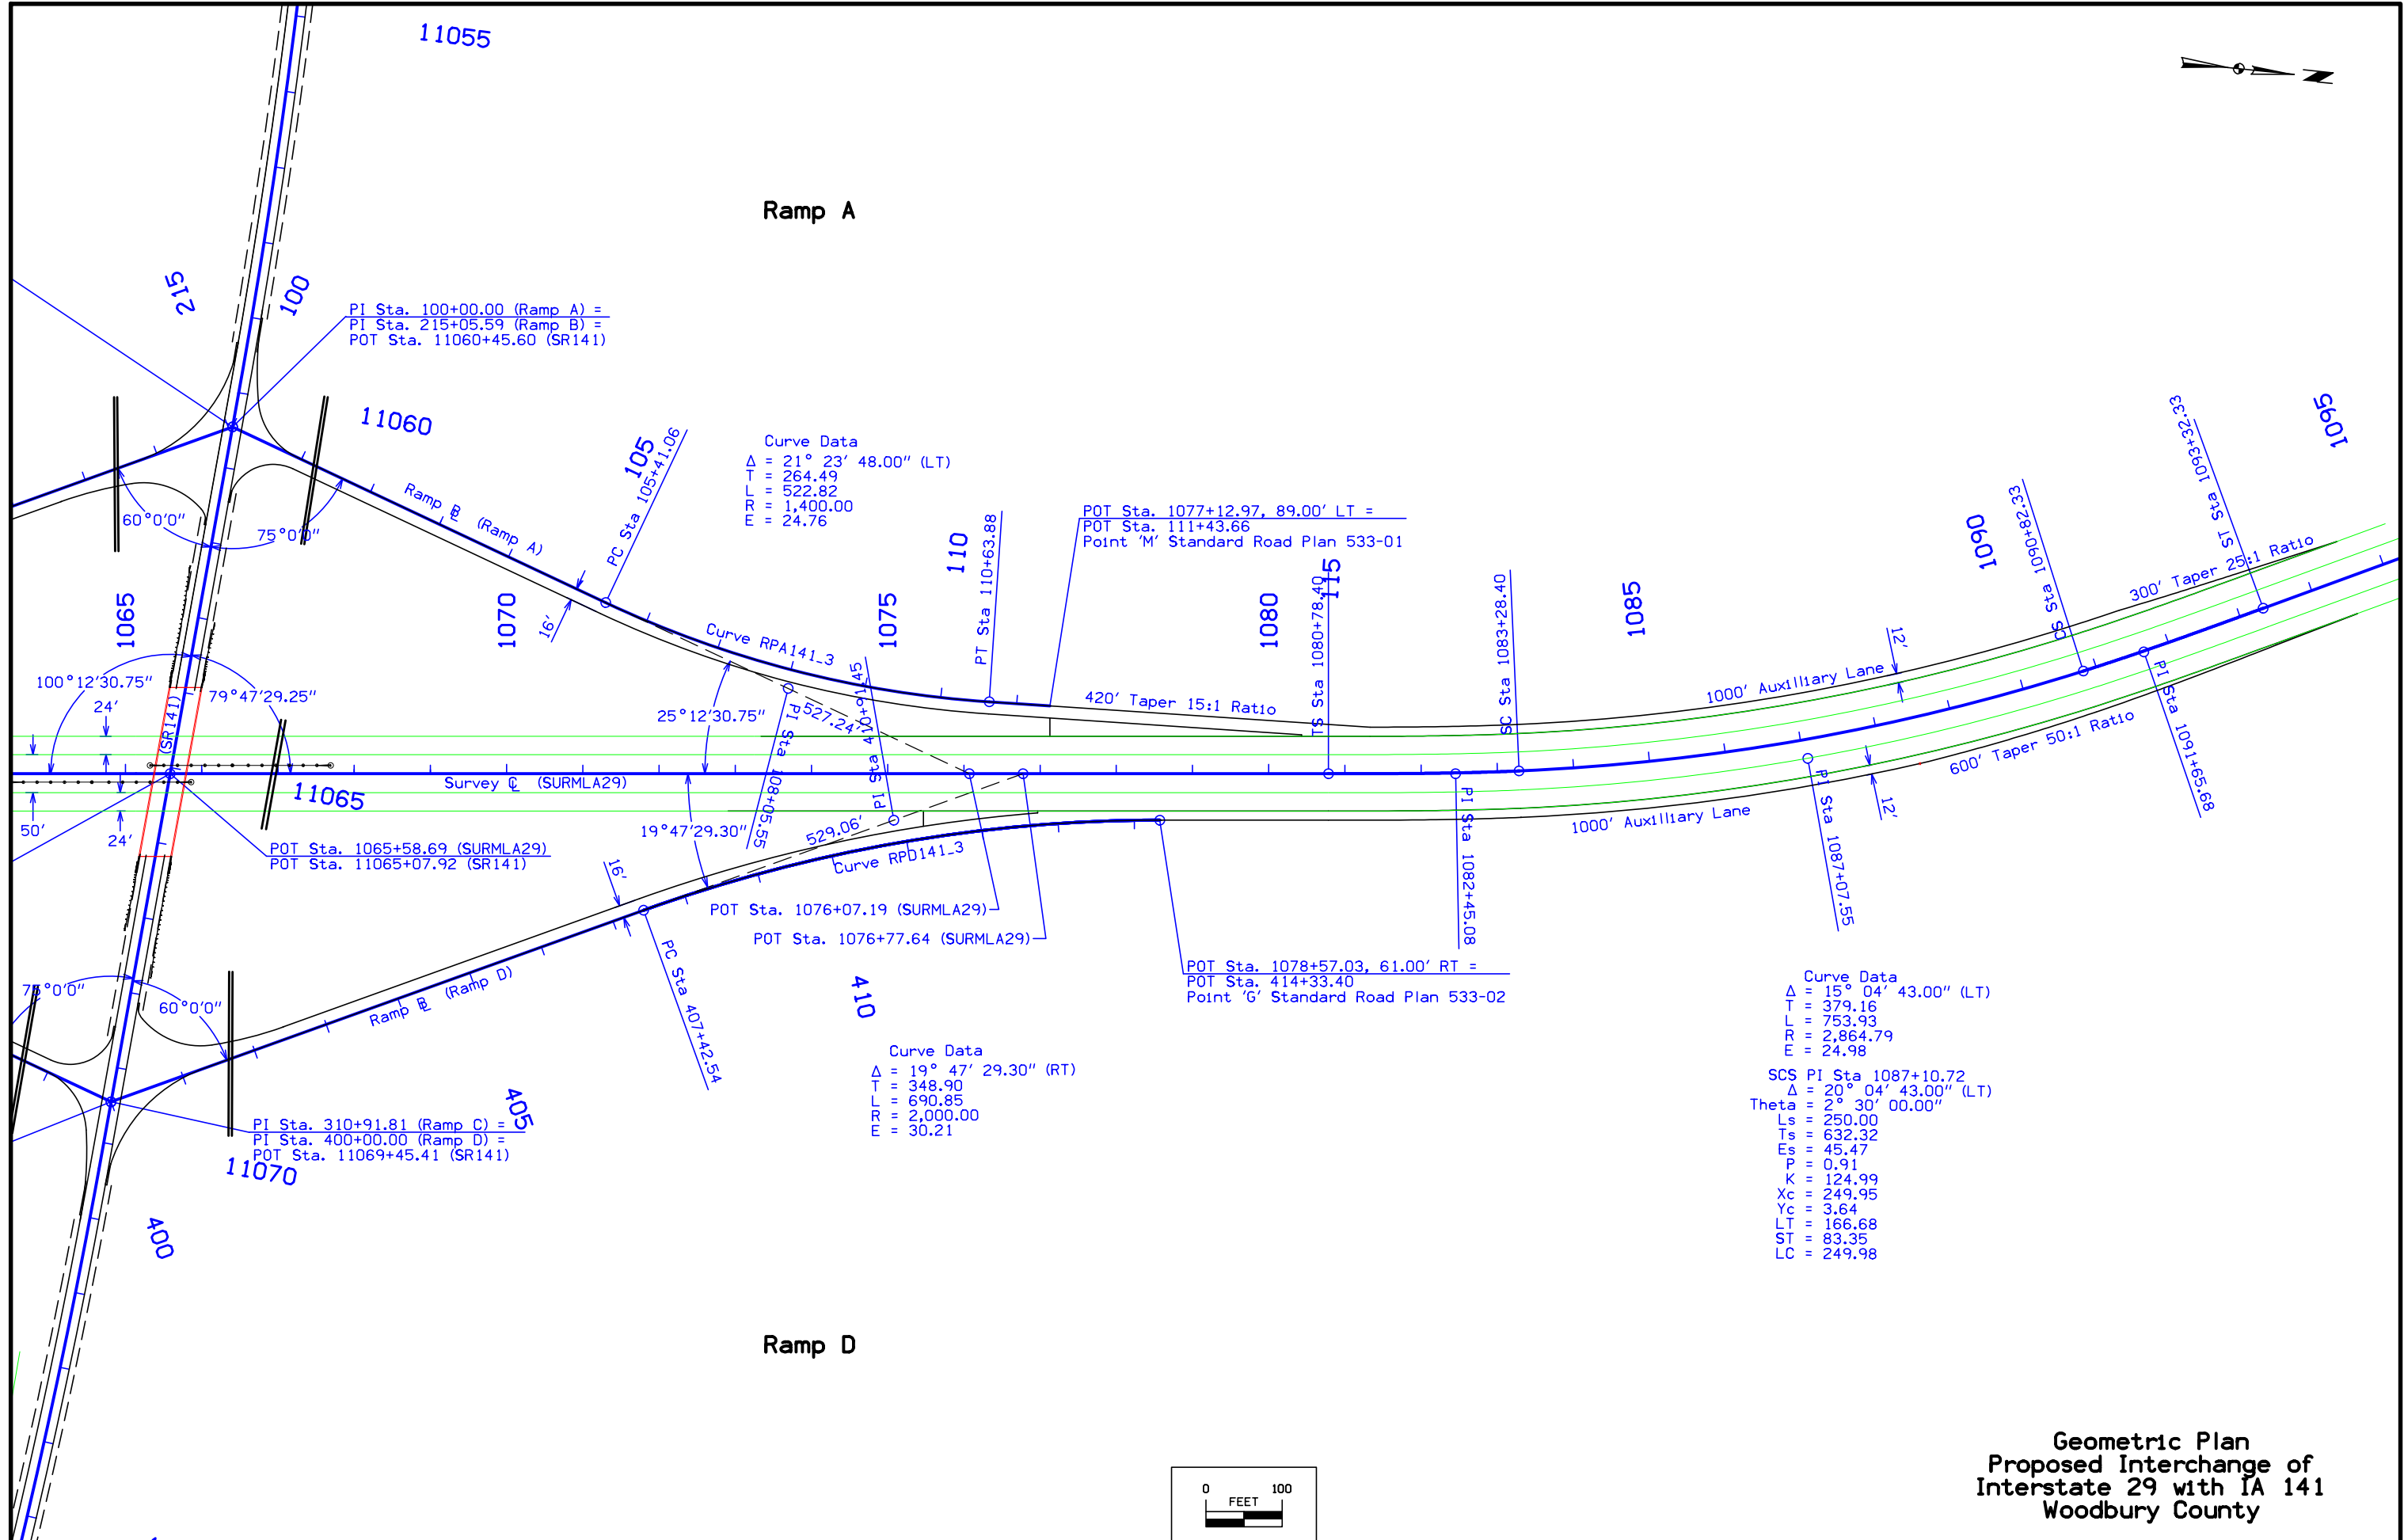 11055
Ramp A
215
100
PI Sta. 100+00.00 (Ramp A) =
PI Sta. 215+05.59 (Ramp B) =
POT Sta. 11060+45.60 (SR141)
11060
105
PC Sta 105+41.06
Curve Data
Δ = 21° 23' 48.00" (LT)
T = 264.49
L = 522.82
R = 1,400.00
E = 24.76
Ramp ℄ (Ramp A)
60°0'0"
75°0'0"
16'
110
PT Sta 110+63.88
POT Sta. 1077+12.97, 89.00' LT =
POT Sta. 111+43.66
Point 'M' Standard Road Plan 533-01
115
1065
1070
1075
1080
1085
1090
1095
Curve RPA141_3
TS Sta 1080+78.40
SC Sta 1083+28.40
CS Sta 1090+82.33
ST Sta 1093+32.33
300' Taper 25:1 Ratio
12'
1000' Auxilliary Lane
420' Taper 15:1 Ratio
100°12'30.75"
79°47'29.25"
24'
(SR141)
25°12'30.75"
527.24'
PI Sta 108+05.55
PI Sta 410+91.45
PI Sta 1091+65.68
600' Taper 50:1 Ratio
Survey ℄ (SURMLA29)
11065
50'
24'
POT Sta. 1065+58.69 (SURMLA29)
POT Sta. 11065+07.92 (SR141)
19°47'29.30"
529.06'
Curve RPD141_3
16'
1000' Auxilliary Lane
12'
PI Sta 1082+45.08
PI Sta 1087+07.55
POT Sta. 1076+07.19 (SURMLA29)
POT Sta. 1076+77.64 (SURMLA29)
POT Sta. 1078+57.03, 61.00' RT =
POT Sta. 414+33.40
Point 'G' Standard Road Plan 533-02
75°0'0"
60°0'0"
Ramp ℄ (Ramp D)
PC Sta 407+42.54
410
405
Curve Data
Δ = 19° 47' 29.30" (RT)
T = 348.90
L = 690.85
R = 2,000.00
E = 30.21
Curve Data
Δ = 15° 04' 43.00" (LT)
T = 379.16
L = 753.93
R = 2,864.79
E = 24.98
SCS PI Sta 1087+10.72
Δ = 20° 04' 43.00" (LT)
Theta = 2° 30' 00.00"
Ls = 250.00
Ts = 632.32
Es = 45.47
P = 0.91
K = 124.99
Xc = 249.95
Yc = 3.64
LT = 166.68
ST = 83.35
LC = 249.98
PI Sta. 310+91.81 (Ramp C) =
PI Sta. 400+00.00 (Ramp D) =
POT Sta. 11069+45.41 (SR141)
11070
400
Ramp D
0 100
FEET
Geometric Plan
Proposed Interchange of
Interstate 29 with IA 141
Woodbury County